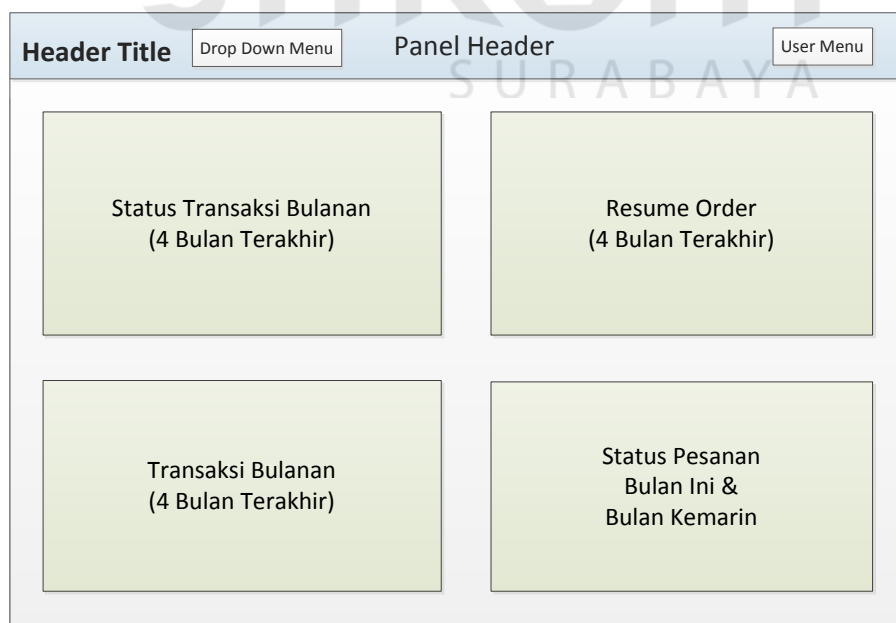 Header Title
Drop Down Menu
Panel Header
User Menu
SURABAYA
Status Transaksi Bulanan
(4 Bulan Terakhir)
Resume Order
(4 Bulan Terakhir)
Transaksi Bulanan
(4 Bulan Terakhir)
Status Pesanan
Bulan Ini &
Bulan Kemarin